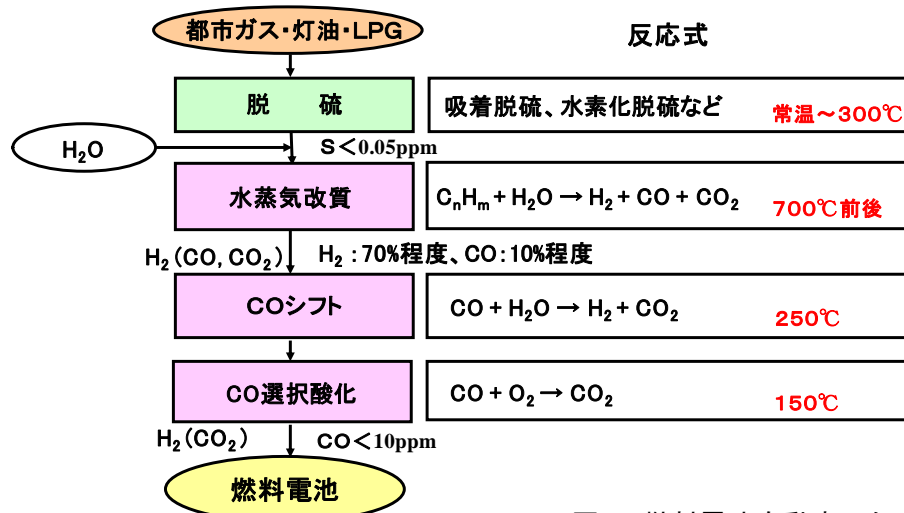 都市ガス・灯油・LPG
反応式
脱　硫
吸着脱硫、水素化脱硫など
常温～300℃
H₂O
S＜0.05ppm
水蒸気改質
CₙHₘ + H₂O → H₂ + CO + CO₂
700℃前後
H₂(CO, CO₂)
H₂：70%程度、CO：10%程度
COシフト
CO + H₂O → H₂ + CO₂
250℃
CO選択酸化
CO + O₂ → CO₂
150℃
H₂(CO₂)
CO＜10ppm
燃料電池